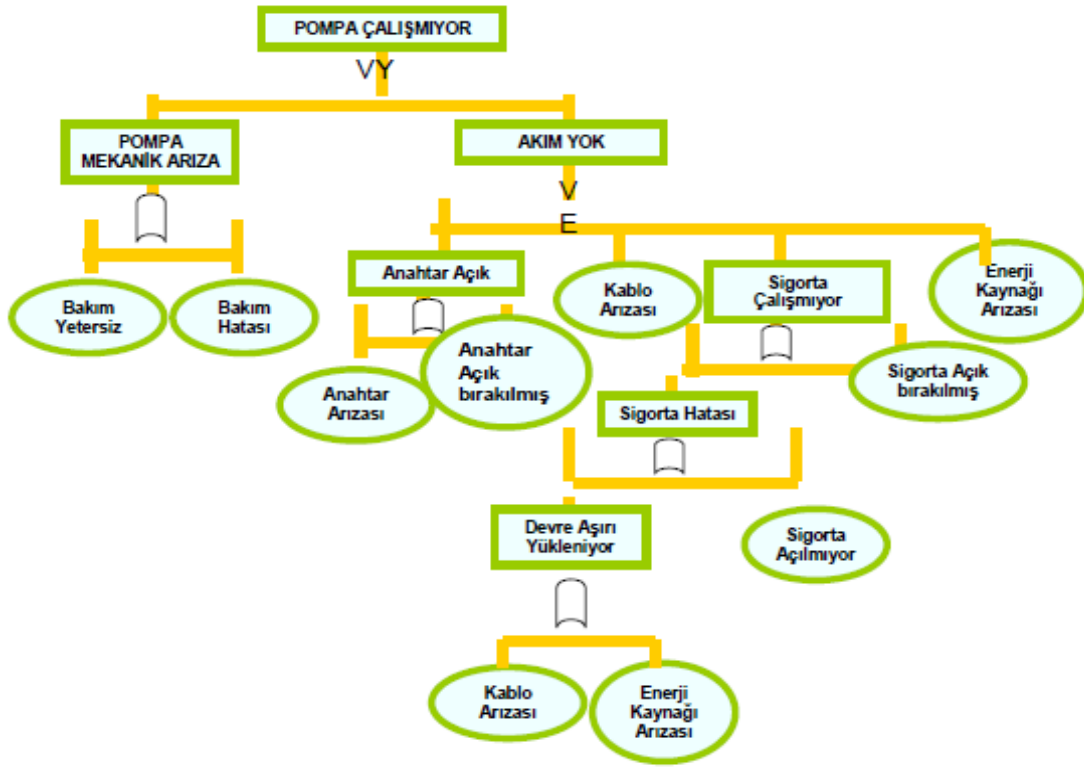 POMPA ÇALIŞMIYOR
VY
POMPA
MEKANİK ARIZA
AKIM YOK
V
E
Anahtar Açık
Kablo
Arızası
Sigorta
Çalışmıyor
Enerji
Kaynağı
Arızası
Bakım
Yetersiz
Bakım
Hatası
Anahtar
Arızası
Anahtar
Açık
bırakılmış
Sigorta Hatası
Sigorta Açık
bırakılmış
Devre Aşırı
Yükleniyor
Sigorta
Açılmıyor
Kablo
Arızası
Enerji
Kaynağı
Arızası